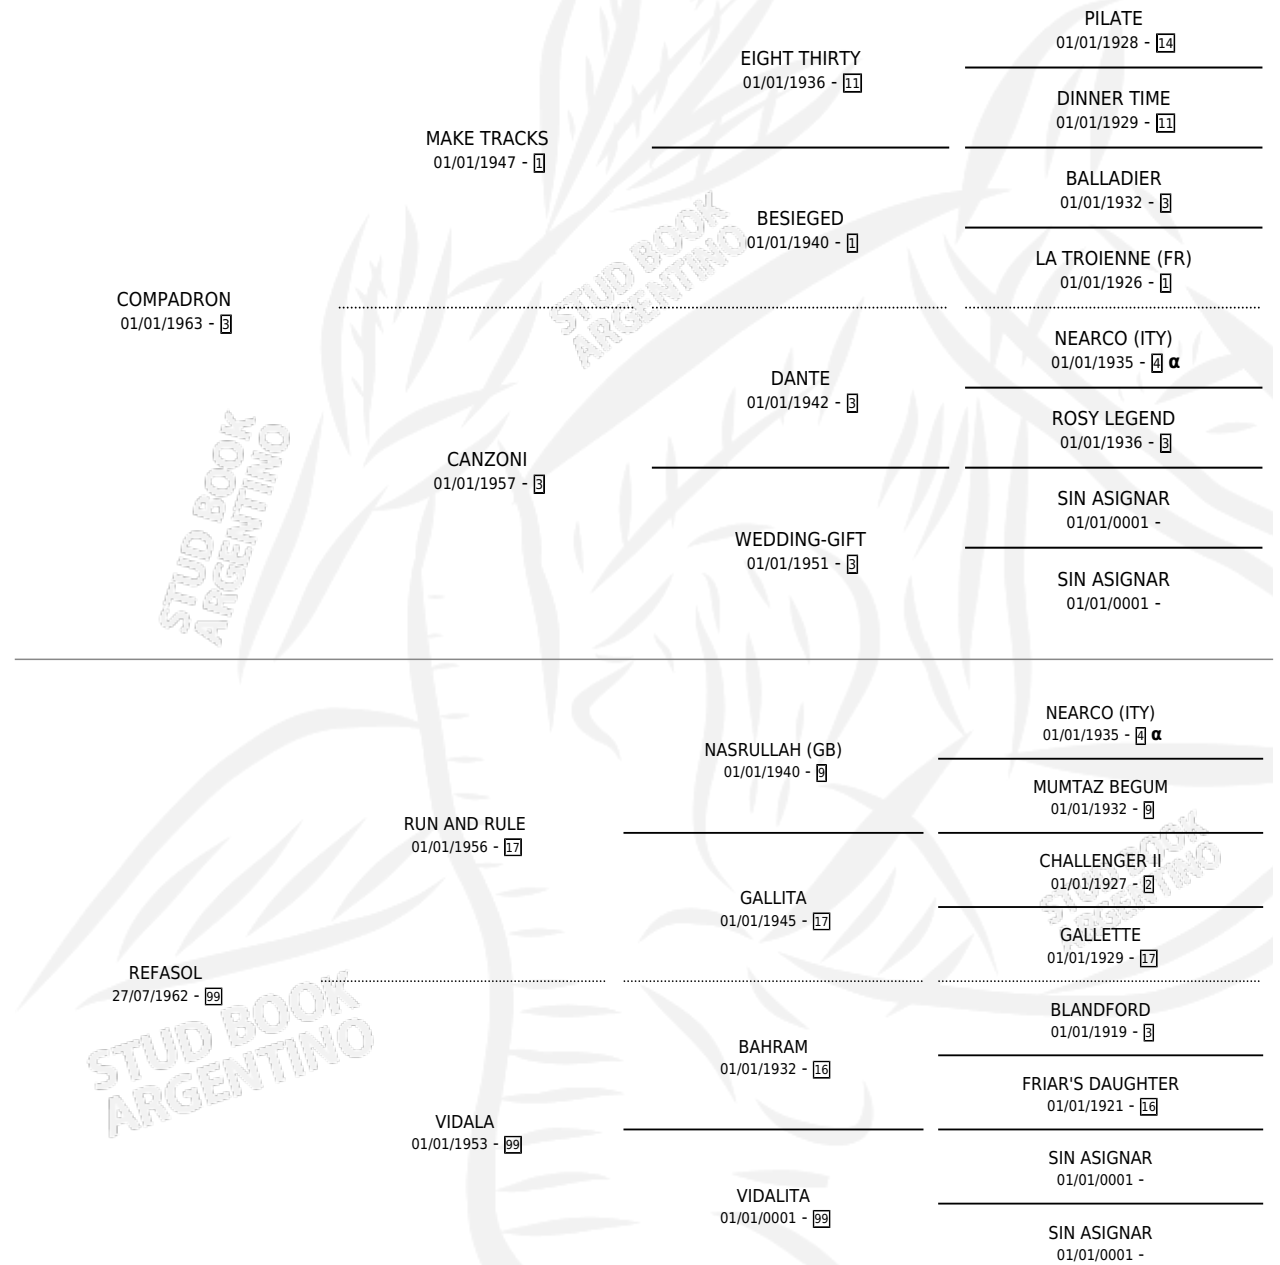 PILATE
01/01/1928 - 14
EIGHT THIRTY
01/01/1936 - 11
DINNER TIME
01/01/1929 - 11
MAKE TRACKS
01/01/1947 - 1
BALLADIER
01/01/1932 - 3
BESIEGED
01/01/1940 - 1
LA TROIENNE (FR)
01/01/1926 - 1
COMPADRON
01/01/1963 - 3
STUD BOOK
ARGENTINO
NEARCO (ITY)
01/01/1935 - 4 α
DANTE
01/01/1942 - 3
ROSY LEGEND
01/01/1936 - 3
CANZONI
01/01/1957 - 3
SIN ASIGNAR
01/01/0001 -
WEDDING-GIFT
01/01/1951 - 3
SIN ASIGNAR
01/01/0001 -
STUD BOOK
ARGENTINO
NEARCO (ITY)
01/01/1935 - 4 α
NASRULLAH (GB)
01/01/1940 - 9
MUMTAZ BEGUM
01/01/1932 - 9
RUN AND RULE
01/01/1956 - 17
CHALLENGER II
01/01/1927 - 2
STUD BOOK
ARGENTINO
GALLITA
01/01/1945 - 17
GALLETTE
01/01/1929 - 17
REFASOL
27/07/1962 - 99
STUD BOOK
ARGENTINO
BLANDFORD
01/01/1919 - 3
BAHRAM
01/01/1932 - 16
FRIAR'S DAUGHTER
01/01/1921 - 16
VIDALA
01/01/1953 - 99
SIN ASIGNAR
01/01/0001 -
VIDALITA
01/01/0001 - 99
SIN ASIGNAR
01/01/0001 -